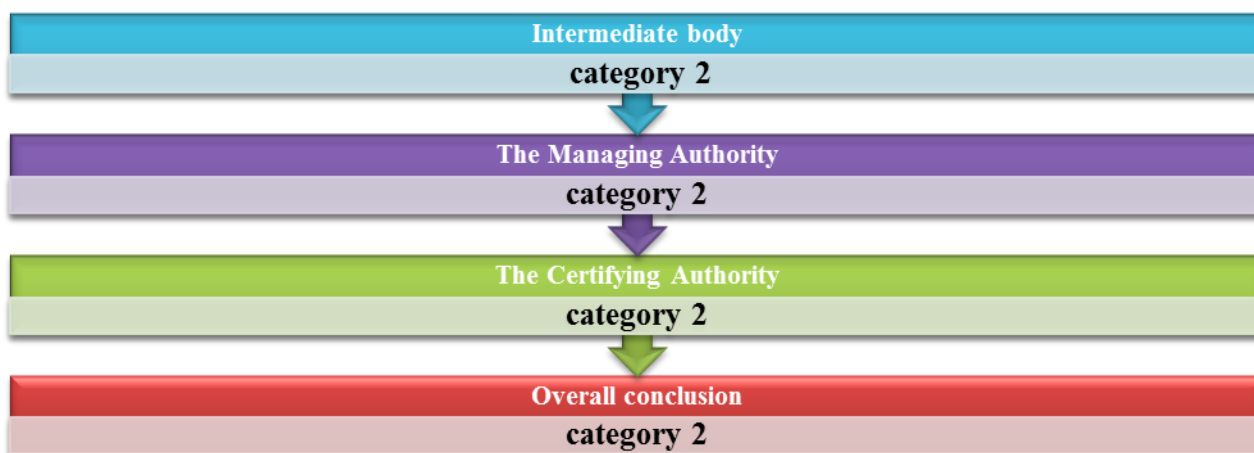 Intermediate body
category 2
The Managing Authority
category 2
The Certifying Authority
category 2
Overall conclusion
category 2